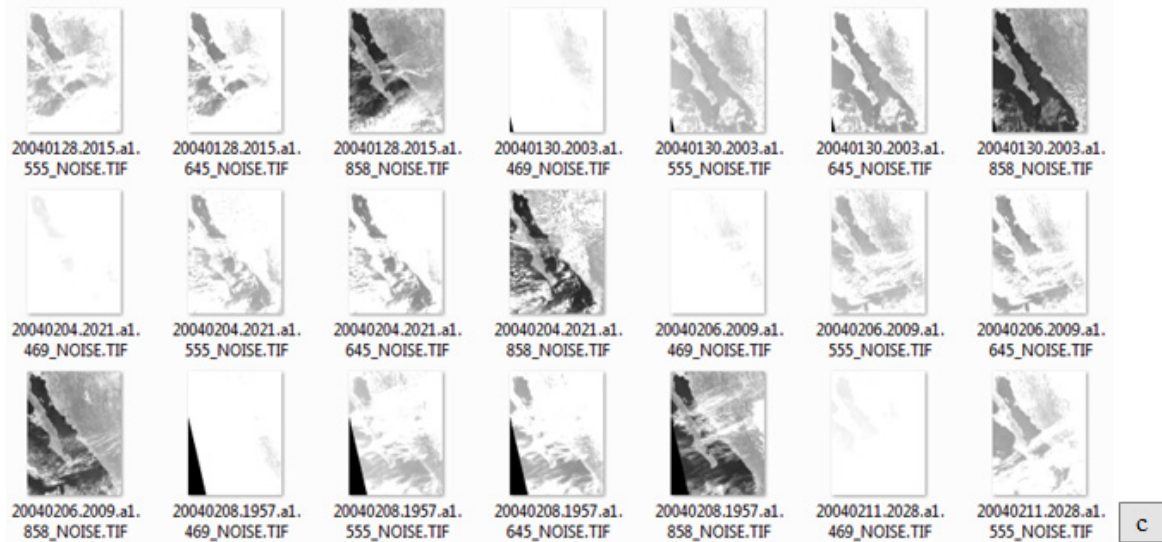 20040128.2015.a1. 20040128.2015.a1. 20040128.2015.a1. 20040130.2003.a1. 20040130.2003.a1. 20040130.2003.a1. 20040130.2003.a1.
555_NOISE.TIF 645_NOISE.TIF 858_NOISE.TIF 469_NOISE.TIF 555_NOISE.TIF 645_NOISE.TIF 858_NOISE.TIF
20040204.2021.a1. 20040204.2021.a1. 20040204.2021.a1. 20040204.2021.a1. 20040206.2009.a1. 20040206.2009.a1. 20040206.2009.a1.
469_NOISE.TIF 555_NOISE.TIF 645_NOISE.TIF 858_NOISE.TIF 469_NOISE.TIF 555_NOISE.TIF 645_NOISE.TIF
20040206.2009.a1. 20040208.1957.a1. 20040208.1957.a1. 20040208.1957.a1. 20040208.1957.a1. 20040211.2028.a1. 20040211.2028.a1.
858_NOISE.TIF 469_NOISE.TIF 555_NOISE.TIF 645_NOISE.TIF 858_NOISE.TIF 469_NOISE.TIF 555_NOISE.TIF
c